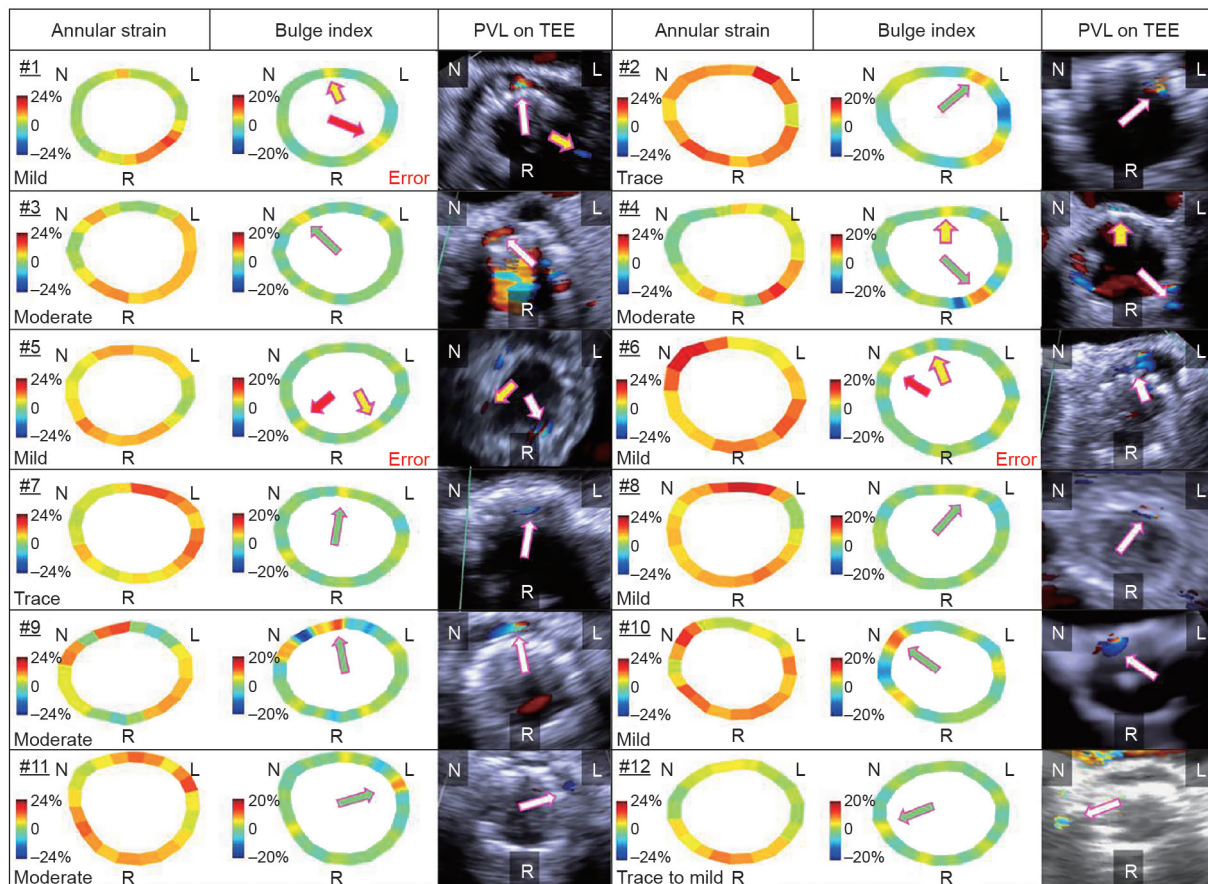 Annular strain
Bulge index
PVL on TEE
Annular strain
Bulge index
PVL on TEE
#1 N L N L N L
24% 20%
0 0
–24% –20%
Mild R R Error R
#2 N L N L N L
24% 20%
0 0
–24% –20%
Trace R R R
#3 N L N L N L
24% 20%
0 0
–24% –20%
Moderate R R R
#4 N L N L N L
24% 20%
0 0
–24% –20%
Moderate R R R
#5 N L N L N L
24% 20%
0 0
–24% –20%
Mild R R Error R
#6 N L N L N L
24% 20%
0 0
–24% –20%
Mild R R Error R
#7 N L N L N L
24% 20%
0 0
–24% –20%
Trace R R R
#8 N L N L N L
24% 20%
0 0
–24% –20%
Mild R R R
#9 N L N L N L
24% 20%
0 0
–24% –20%
Moderate R R R
#10 N L N L N L
24% 20%
0 0
–24% –20%
Mild R R R
#11 N L N L N L
24% 20%
0 0
–24% –20%
Moderate R R R
#12 N L N L N L
24% 20%
0 0
–24% –20%
Trace to mild R R R